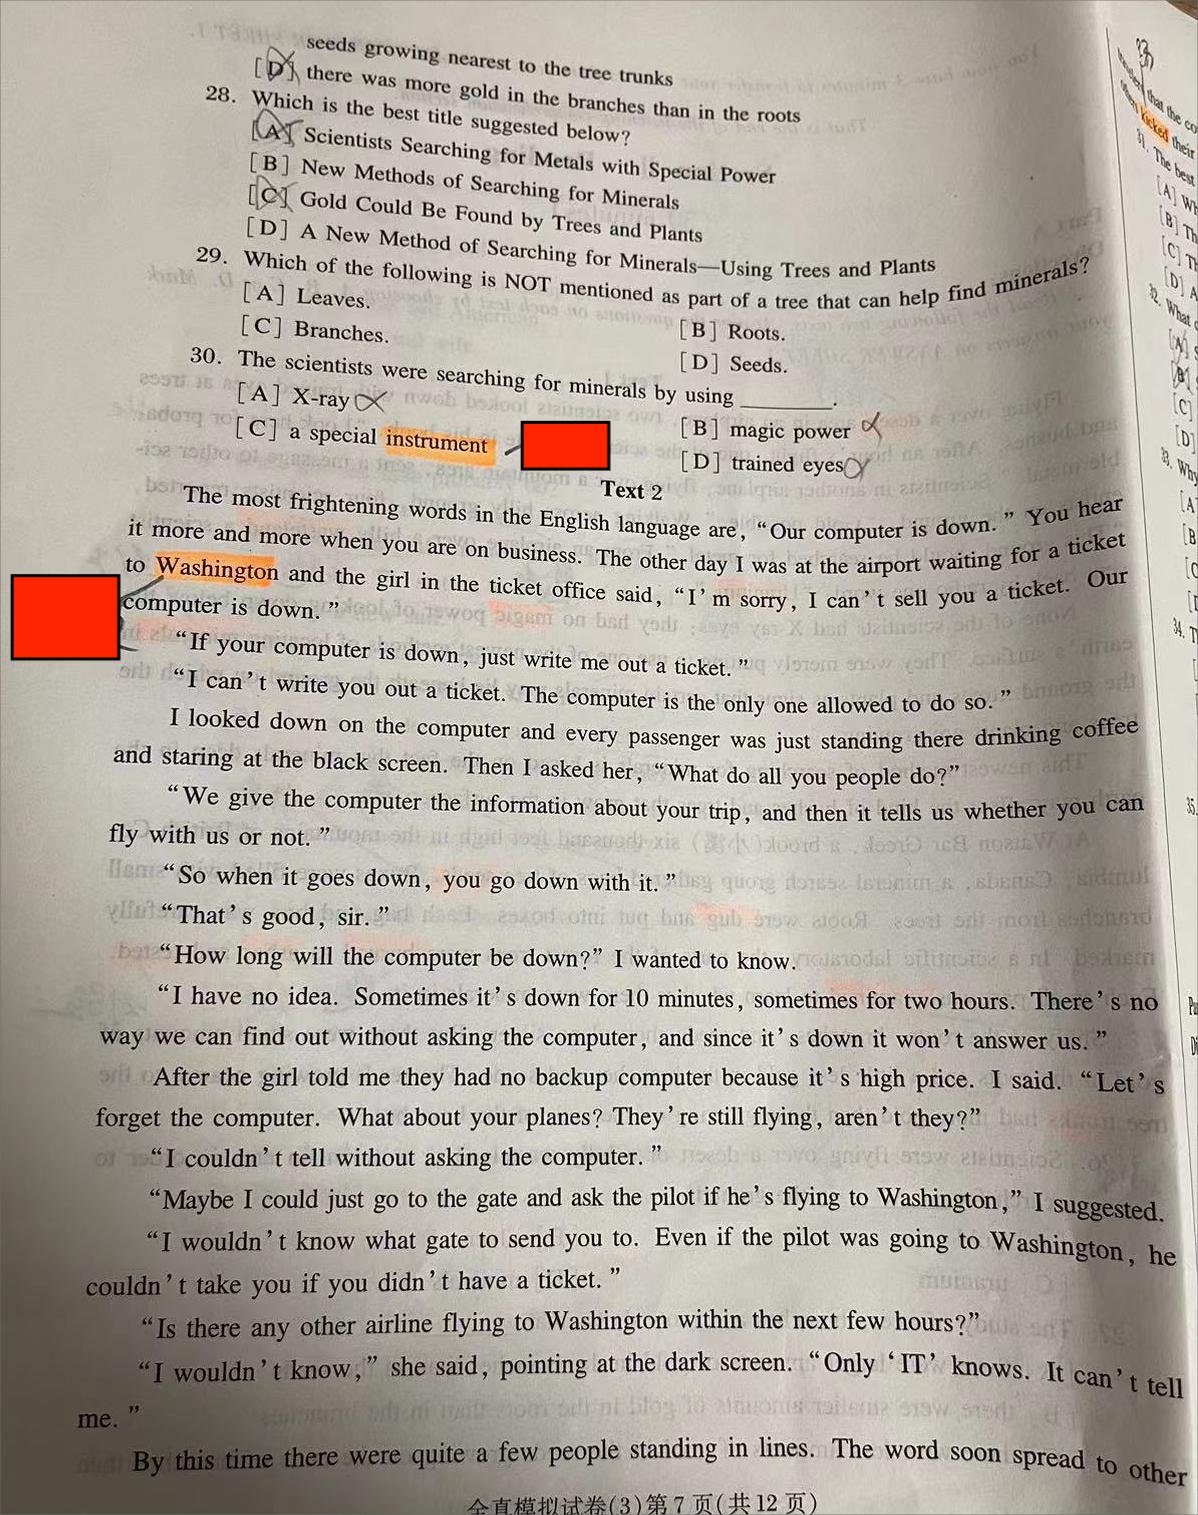 seeds growing nearest to the tree trunks
[D] there was more gold in the branches than in the roots
28. Which is the best title suggested below?
[A] Scientists Searching for Metals with Special Power
[B] New Methods of Searching for Minerals
[C] Gold Could Be Found by Trees and Plants
[D] A New Method of Searching for Minerals—Using Trees and Plants
29. Which of the following is NOT mentioned as part of a tree that can help find minerals?
[A] Leaves.
[B] Roots.
[C] Branches.
[D] Seeds.
30. The scientists were searching for minerals by using ________.
[A] X-ray
[B] magic power
[C] a special instrument
[D] trained eyes
Text 2
The most frightening words in the English language are, “Our computer is down.” You hear
it more and more when you are on business. The other day I was at the airport waiting for a ticket
to Washington and the girl in the ticket office said, “I’m sorry, I can’t sell you a ticket. Our
computer is down.”
“If your computer is down, just write me out a ticket.”
“I can’t write you out a ticket. The computer is the only one allowed to do so.”
I looked down on the computer and every passenger was just standing there drinking coffee
and staring at the black screen. Then I asked her, “What do all you people do?”
“We give the computer the information about your trip, and then it tells us whether you can
fly with us or not.”
“So when it goes down, you go down with it.”
“That’s good, sir.”
“How long will the computer be down?” I wanted to know.
“I have no idea. Sometimes it’s down for 10 minutes, sometimes for two hours. There’s no
way we can find out without asking the computer, and since it’s down it won’t answer us.”
After the girl told me they had no backup computer because it’s high price. I said. “Let’s
forget the computer. What about your planes? They’re still flying, aren’t they?”
“I couldn’t tell without asking the computer.”
“Maybe I could just go to the gate and ask the pilot if he’s flying to Washington,” I suggested.
“I wouldn’t know what gate to send you to. Even if the pilot was going to Washington, he
couldn’t take you if you didn’t have a ticket.”
“Is there any other airline flying to Washington within the next few hours?”
“I wouldn’t know,” she said, pointing at the dark screen. “Only ‘IT’ knows. It can’t tell
me.”
By this time there were quite a few people standing in lines. The word soon spread to other
全真模拟试卷(3)第7页(共12页)
that the co
kicked their
31. The best
[A] Wh
[B] Th
[C] Th
[D] A
32. What
[A]
[B]
[C]
[D]
33. Why
[A
[B
34. T
35.